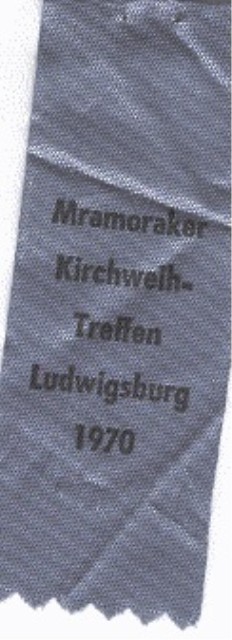 Mramoraker
Kirchweih-
Treffen
Ludwigsburg
1970